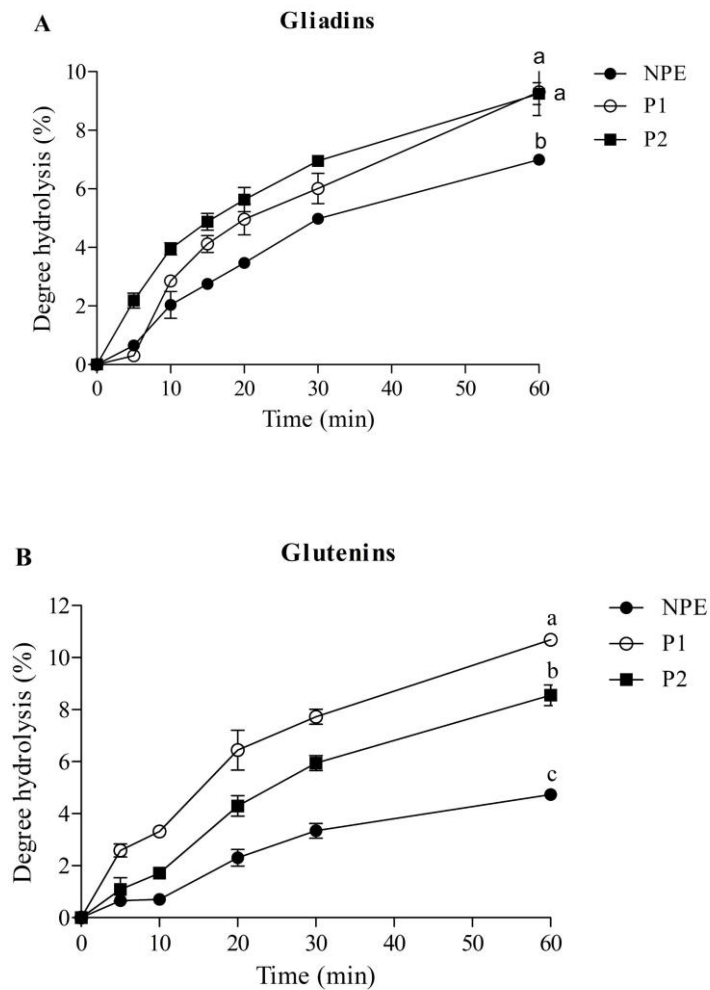 A
Gliadins
NPE
P1
P2
Degree hydrolysis (%)
10
8
6
4
2
0
a
a
b
0 10 20 30 40 50 60
Time (min)
B
Glutenins
NPE
P1
P2
Degree hydrolysis (%)
12
10
8
6
4
2
0
a
b
c
0 10 20 30 40 50 60
Time (min)